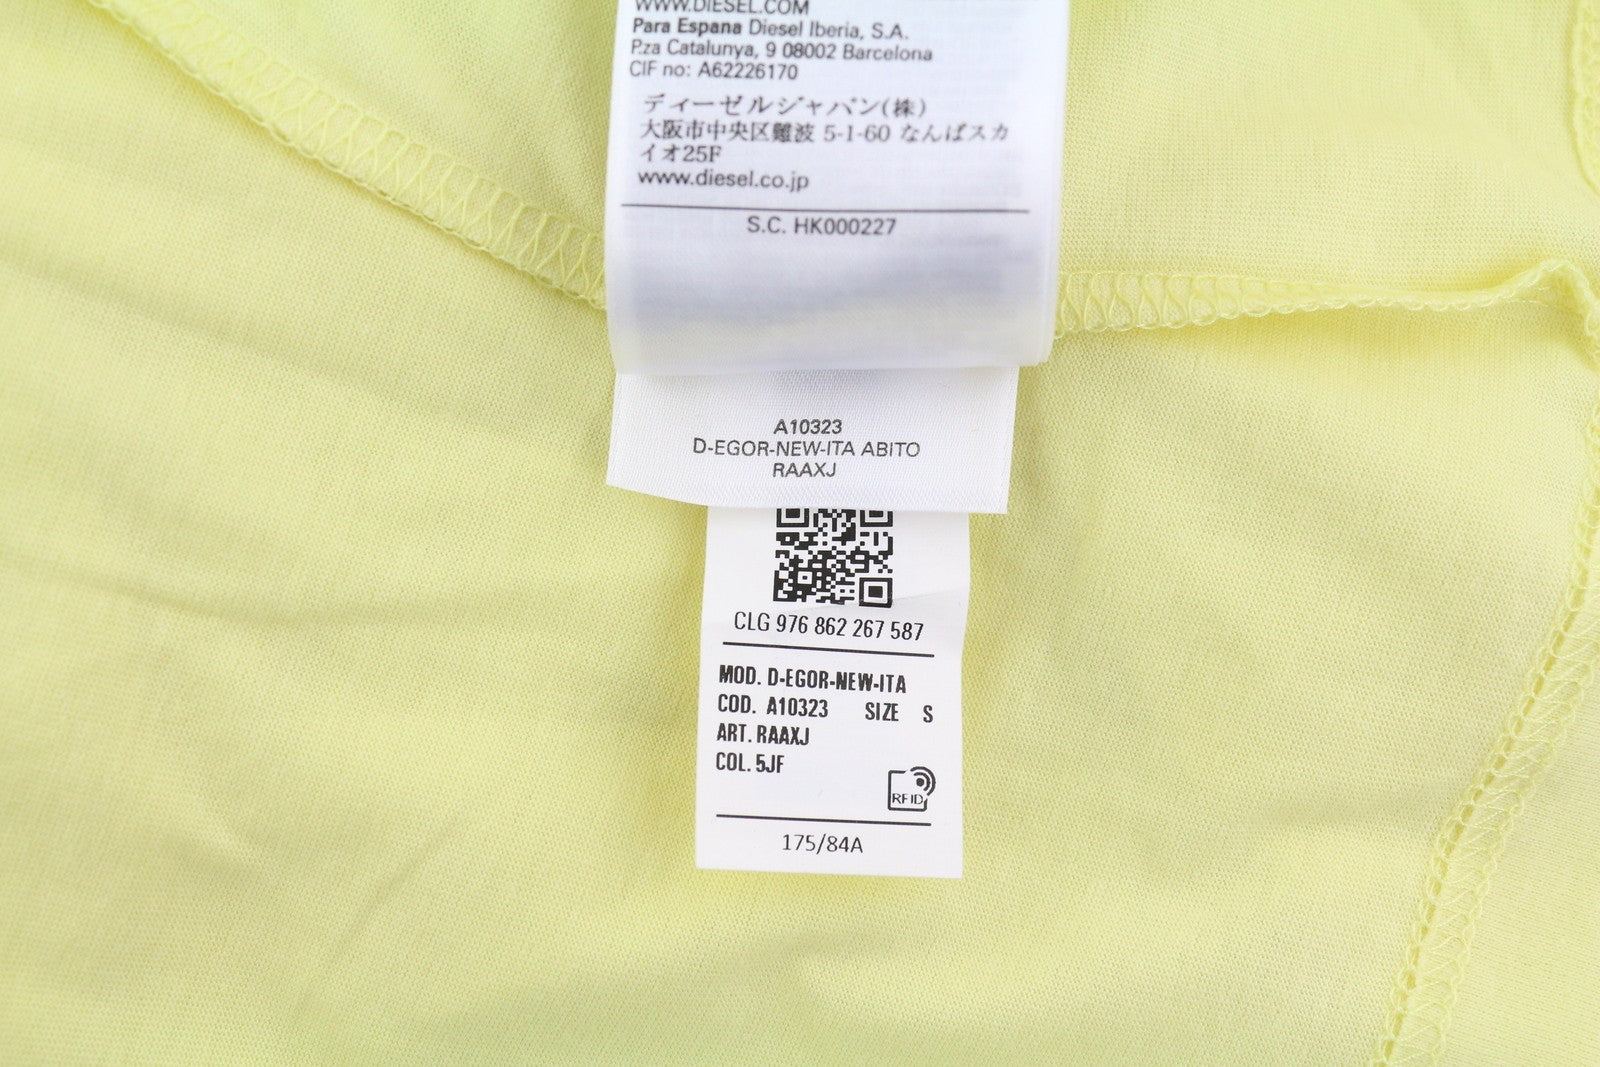 WWW.DIESEL.COM
Para Espana Diesel Iberia, S.A.
P.za Catalunya, 9 08002 Barcelona
CIF no: A62226170
ディーゼルジャパン(株)
大阪市中央区難波 5-1-60 なんばスカ
イオ25F
www.diesel.co.jp
S.C. HK000227
A10323
D-EGOR-NEW-ITA ABITO
RAAXJ
CLG 976 862 267 587
MOD. D-EGOR-NEW-ITA
COD. A10323 SIZE S
ART. RAAXJ
COL. 5JF
RFID
175/84A